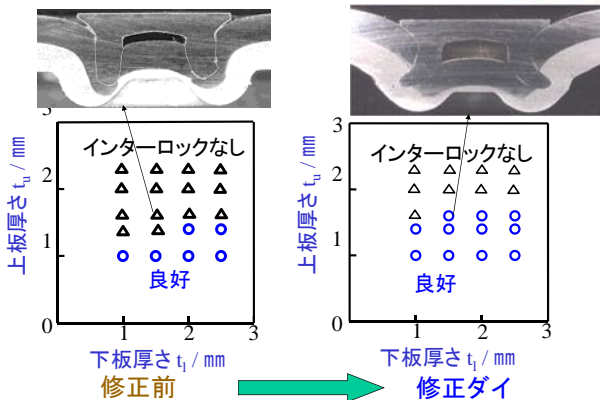 3
インターロックなし
2
1
0
良好
1
2
3
上板厚さ tu / ㎜
下板厚さ tl / ㎜
修正前
3
インターロックなし
2
1
0
良好
1
2
3
上板厚さ tu / ㎜
下板厚さ tl / ㎜
修正ダイ